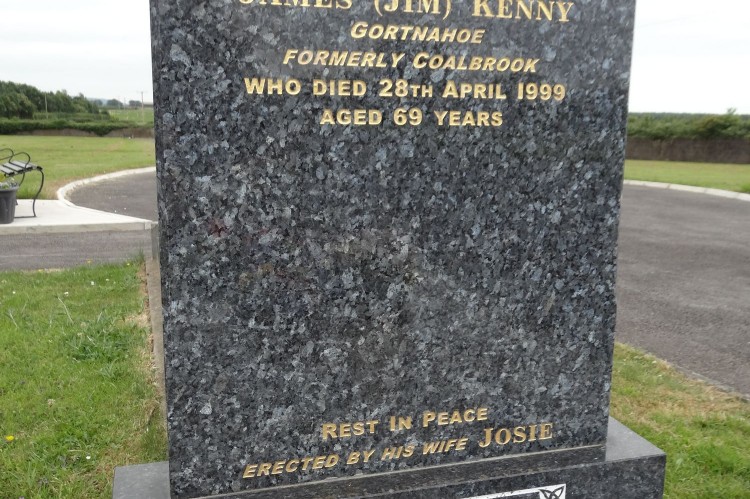 JAMES (JIM) KENNY
GORTNAHOE
FORMERLY COALBROOK
WHO DIED 28TH APRIL 1999
AGED 69 YEARS
REST IN PEACE
ERECTED BY HIS WIFE JOSIE